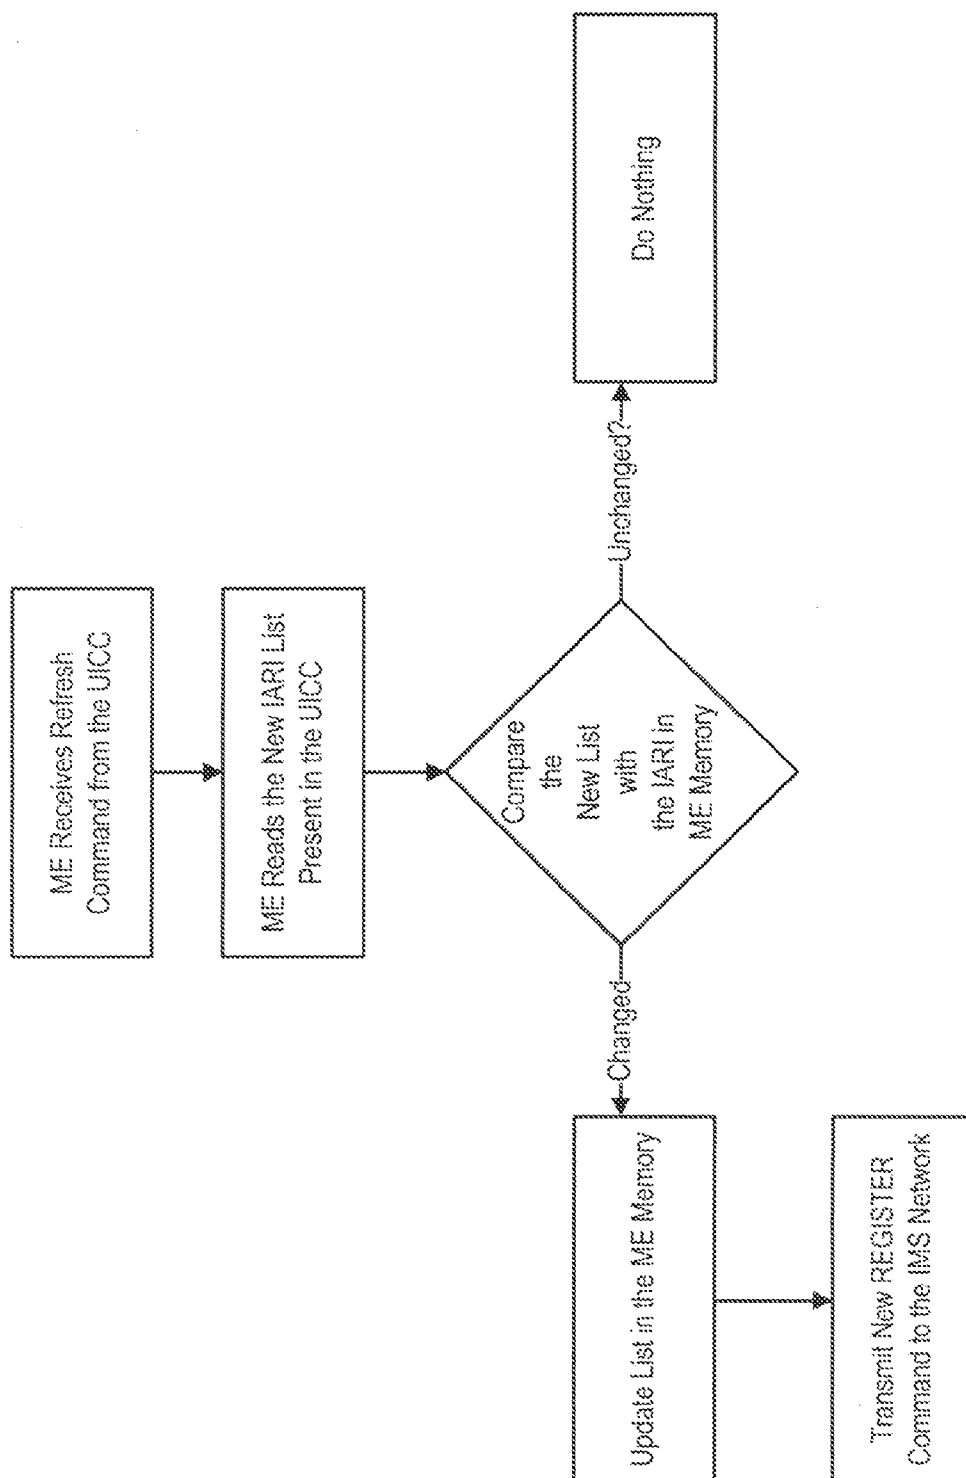 ME Receives Refresh
Command from the UICC
ME Reads the New IARI List
Present in the UICC
Compare
the
New List
with
the IARI in
ME Memory
Changed
Unchanged?
Update List in the ME Memory
Do Nothing
Transmit New REGISTER
Command to the IMS Network